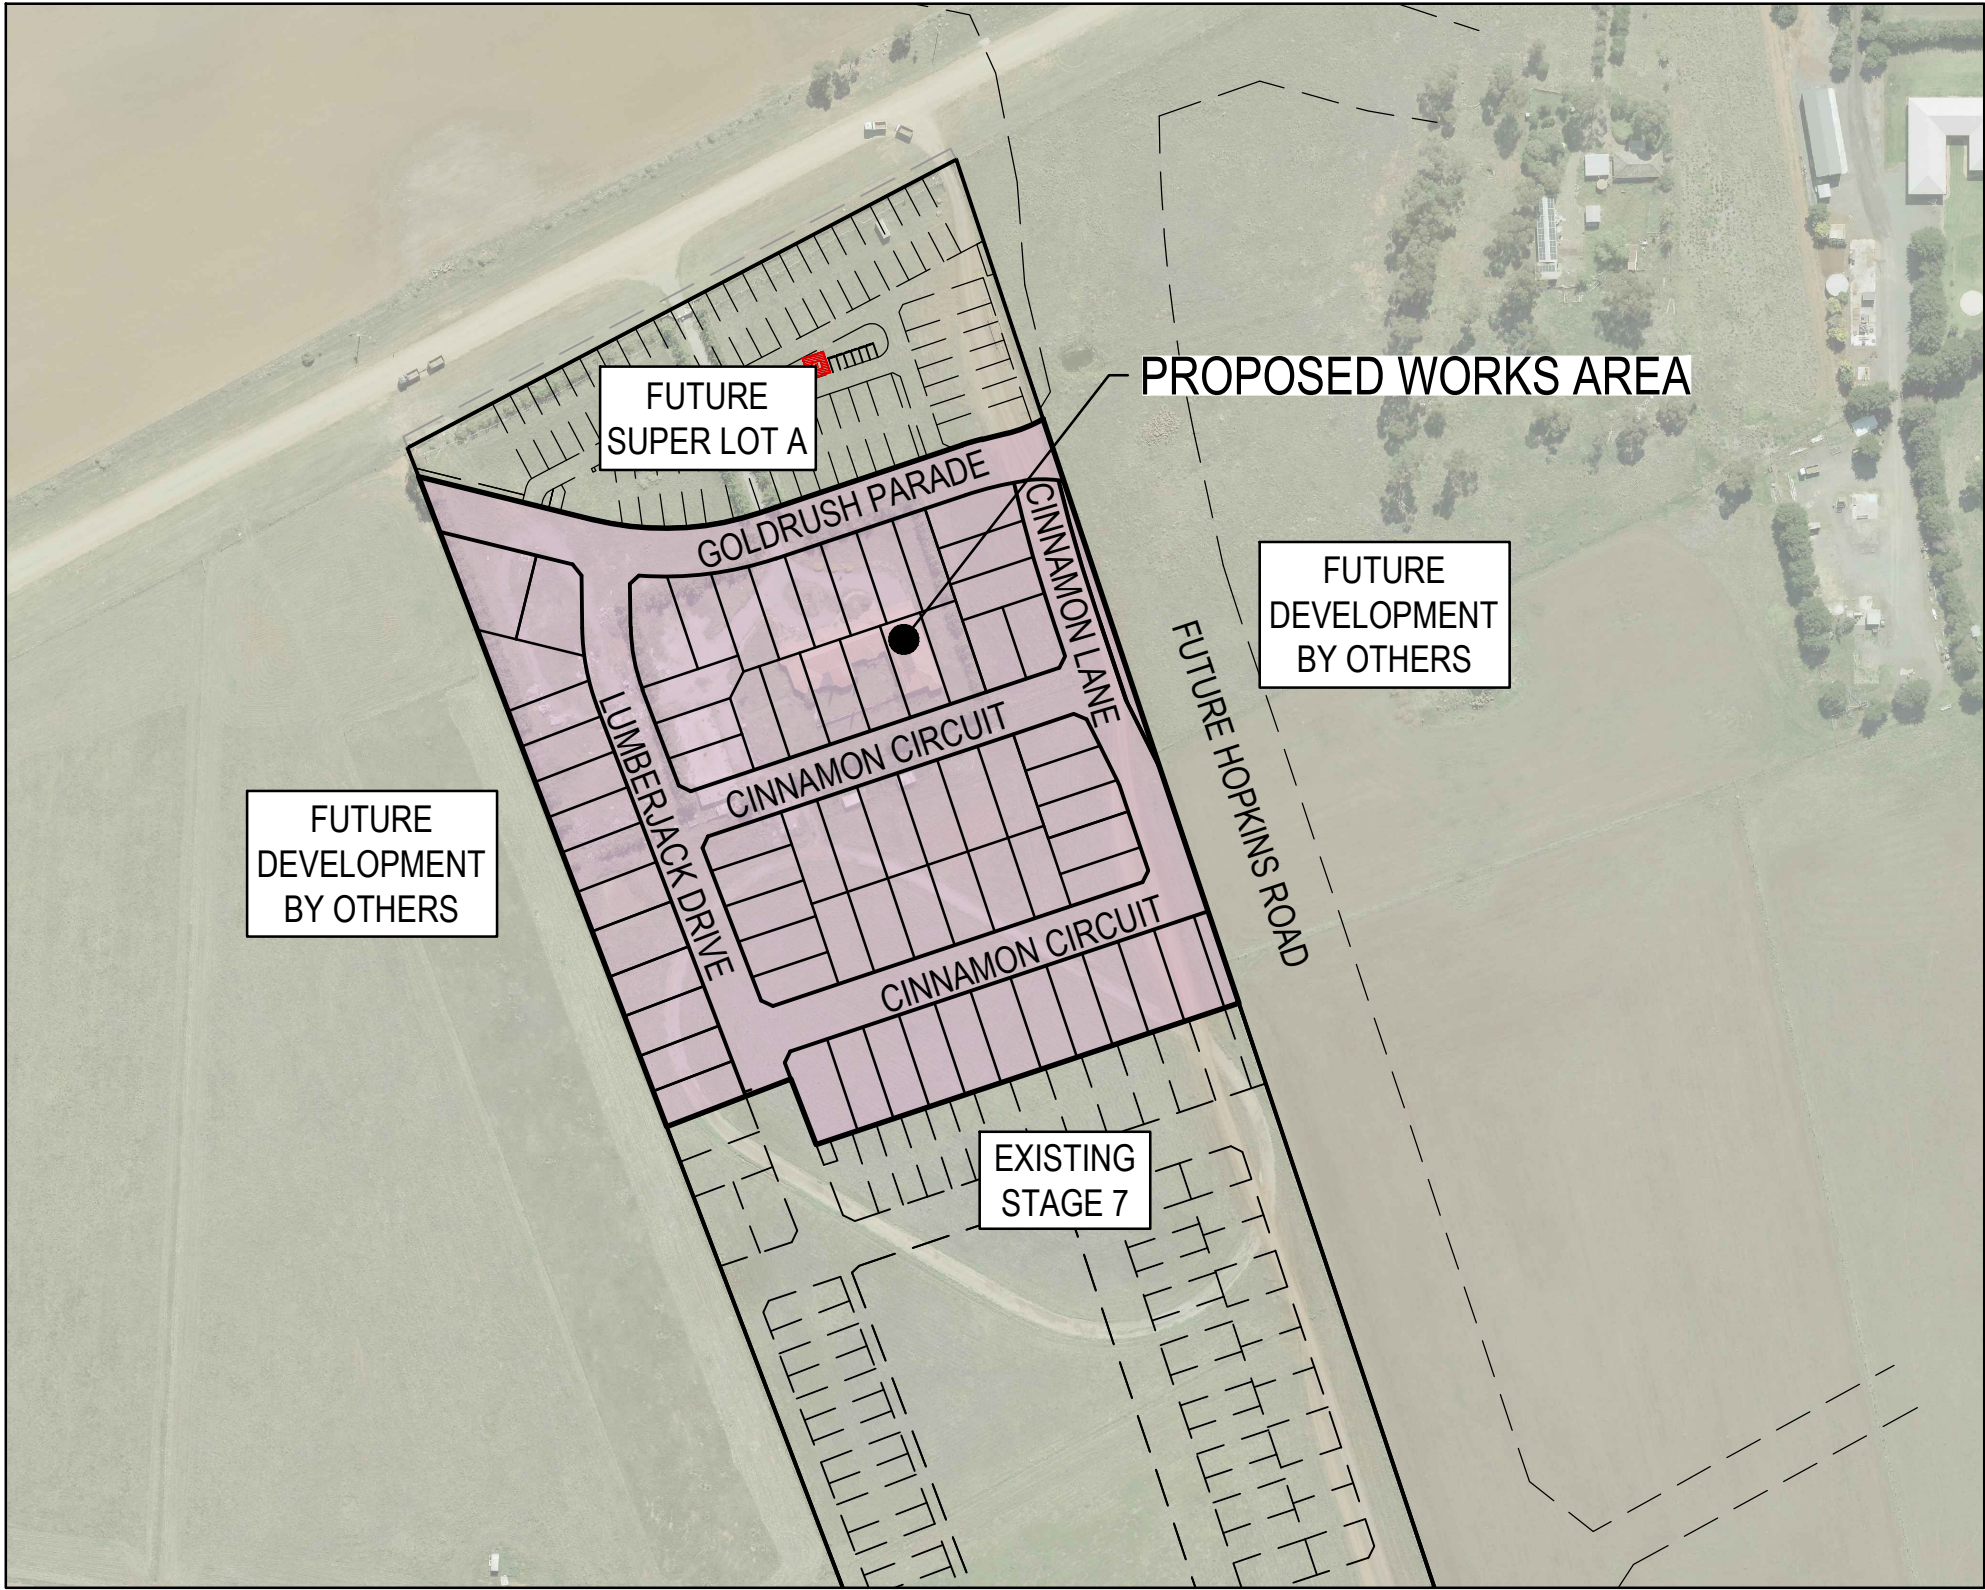 FUTURE
SUPER LOT A
PROPOSED WORKS AREA
GOLDRUSH PARADE
CINNAMON LANE
FUTURE
DEVELOPMENT
BY OTHERS
FUTURE HOPKINS ROAD
LUMBERJACK DRIVE
CINNAMON CIRCUIT
FUTURE
DEVELOPMENT
BY OTHERS
CINNAMON CIRCUIT
EXISTING
STAGE 7